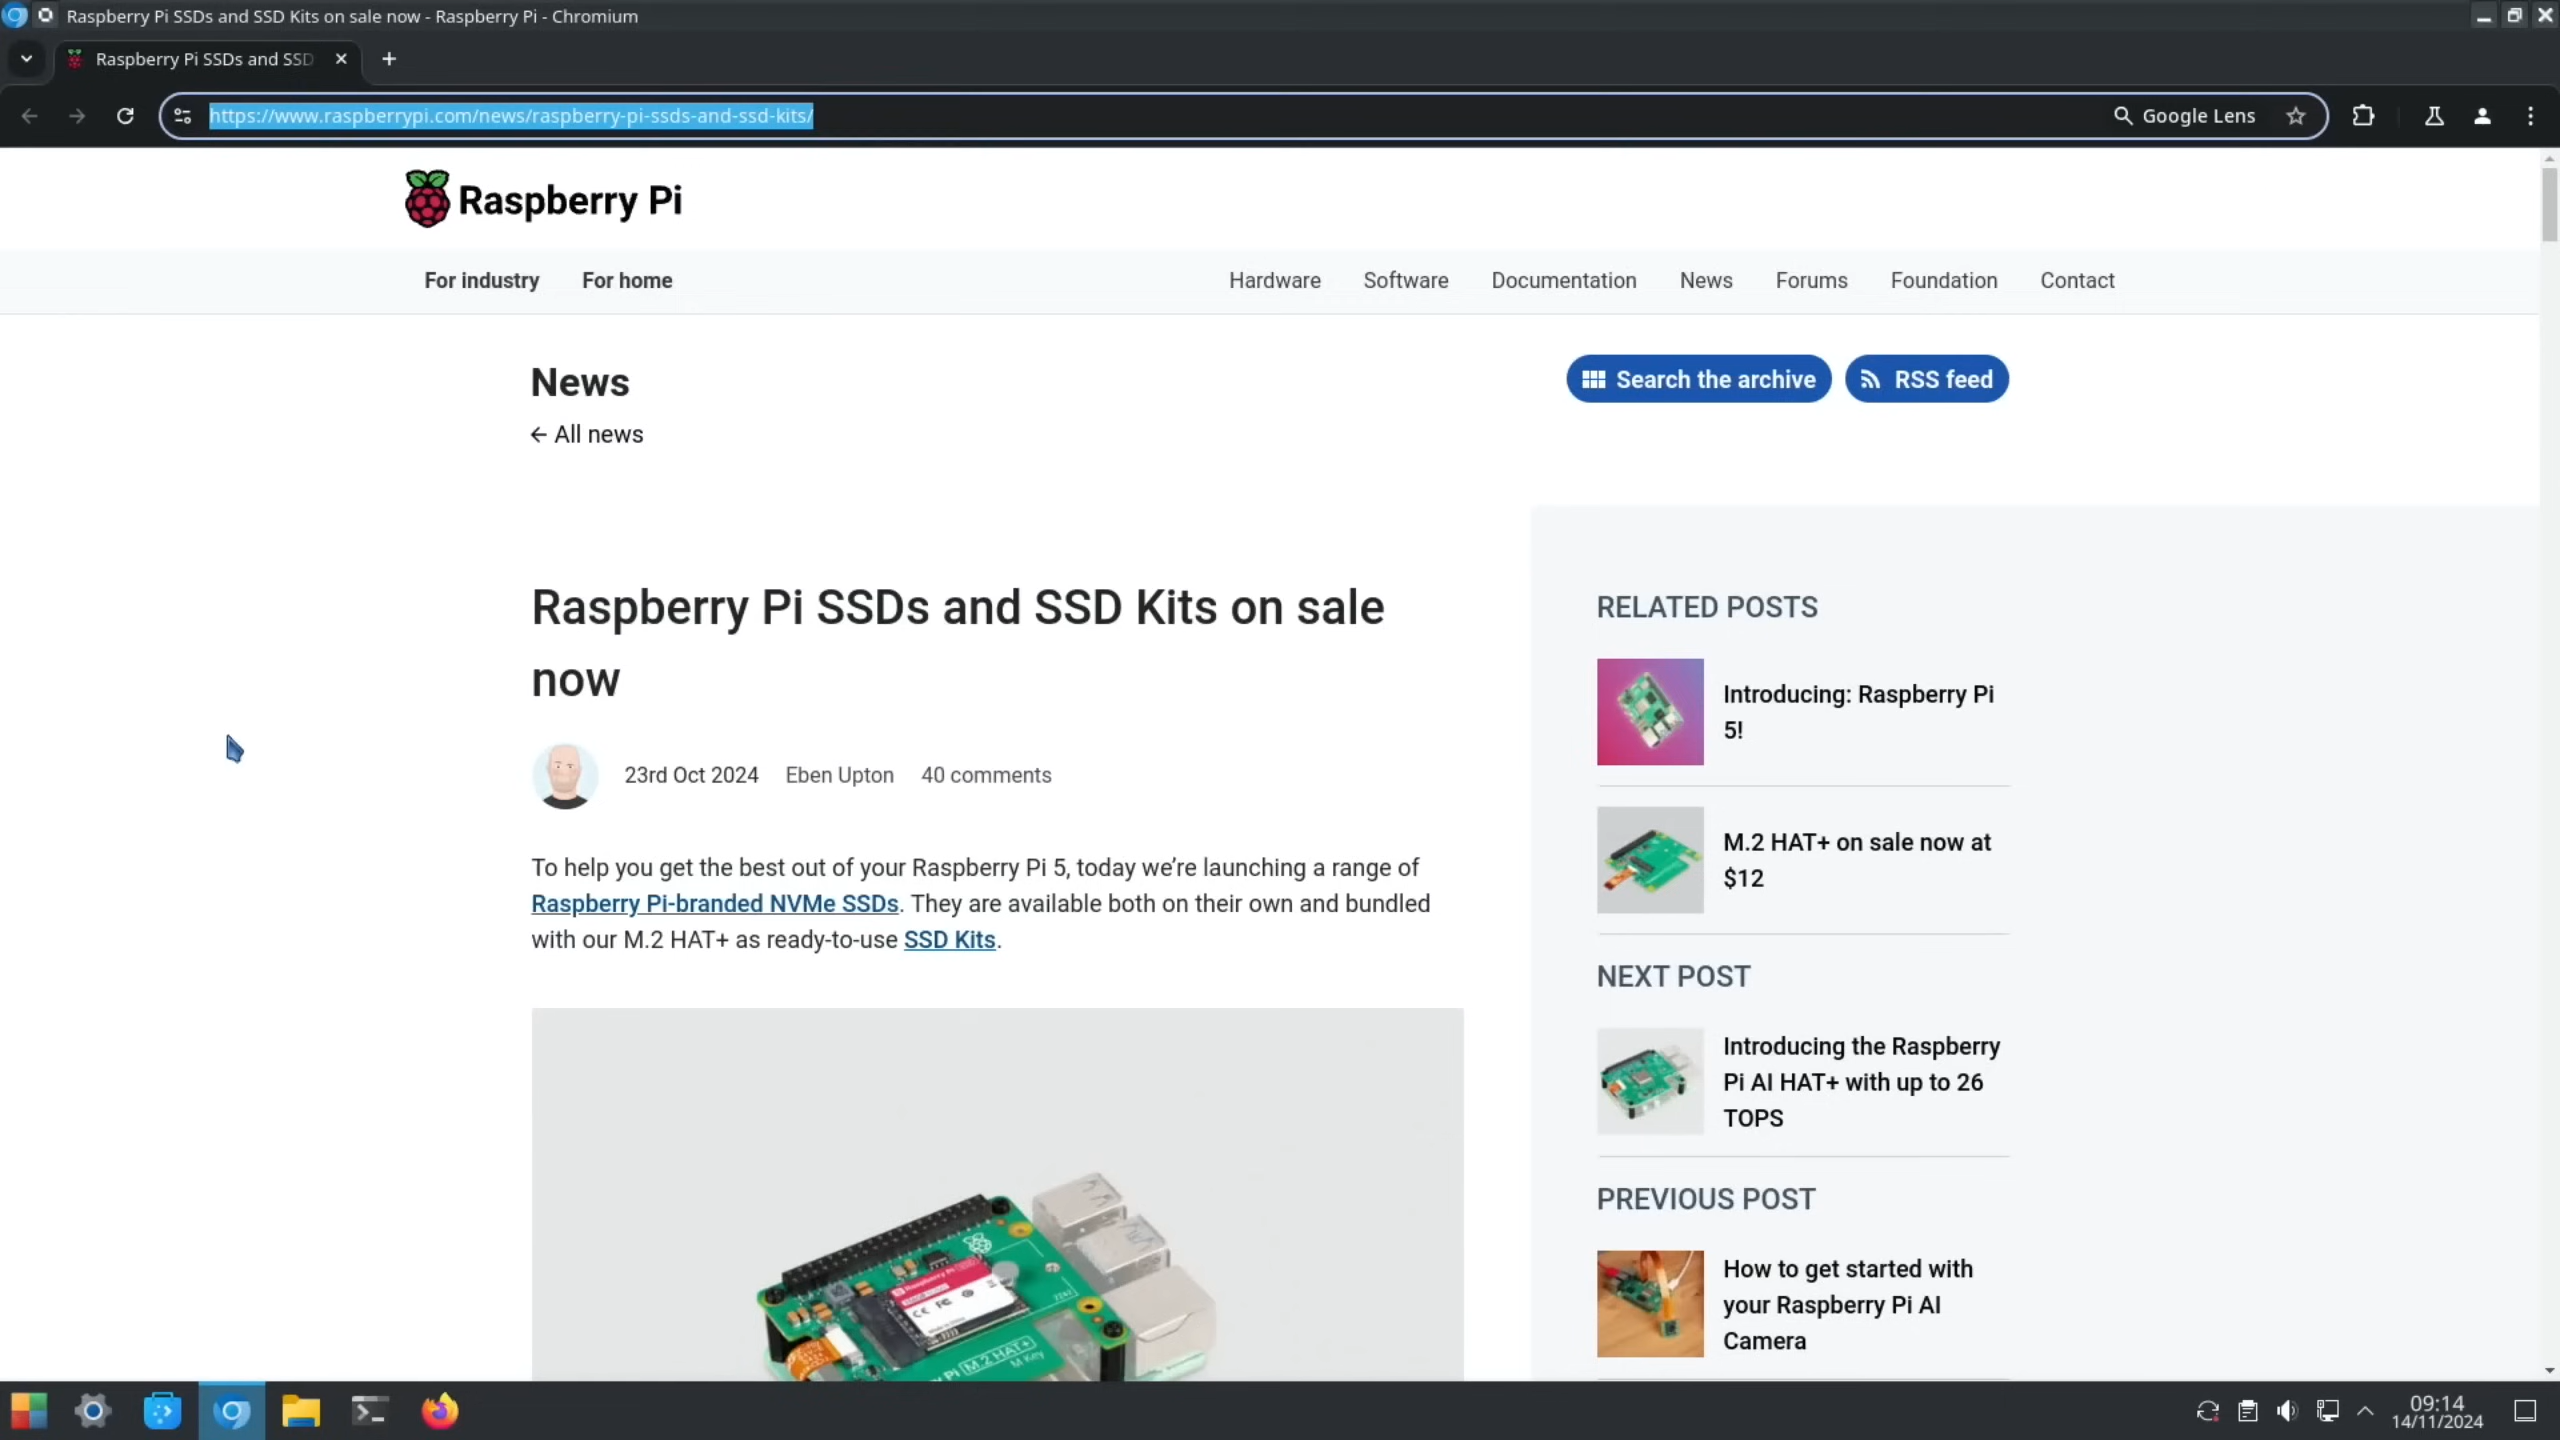 Raspberry Pi SSDs and SSD Kits on sale now - Raspberry Pi - Chromium
Raspberry Pi SSDs and SSD
https://www.raspberrypi.com/news/raspberry-pi-ssds-and-ssd-kits/
Google Lens
Raspberry Pi
For industry
For home
Hardware
Software
Documentation
News
Forums
Foundation
Contact
News
Search the archive
RSS feed
← All news
Raspberry Pi SSDs and SSD Kits on sale
now
23rd Oct 2024
Eben Upton
40 comments
To help you get the best out of your Raspberry Pi 5, today we’re launching a range of
Raspberry Pi-branded NVMe SSDs. They are available both on their own and bundled
with our M.2 HAT+ as ready-to-use SSD Kits.
Raspberry Pi
2242
Pi M.2 HAT+
M Key
RELATED POSTS
Introducing: Raspberry Pi
5!
M.2 HAT+ on sale now at
$12
NEXT POST
Introducing the Raspberry
Pi AI HAT+ with up to 26
TOPS
PREVIOUS POST
How to get started with
your Raspberry Pi AI
Camera
09:14
14/11/2024